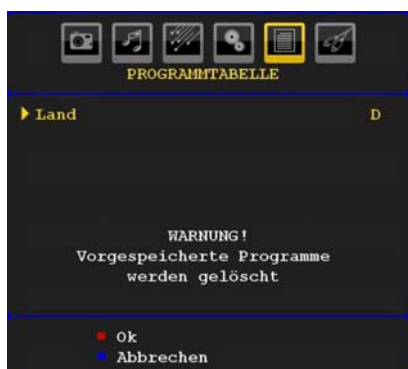 PROGRAMMTABELLE
Land D
WARNUNG!
Vorgespeicherte Programme
werden gelöscht
Ok
Abbrechen